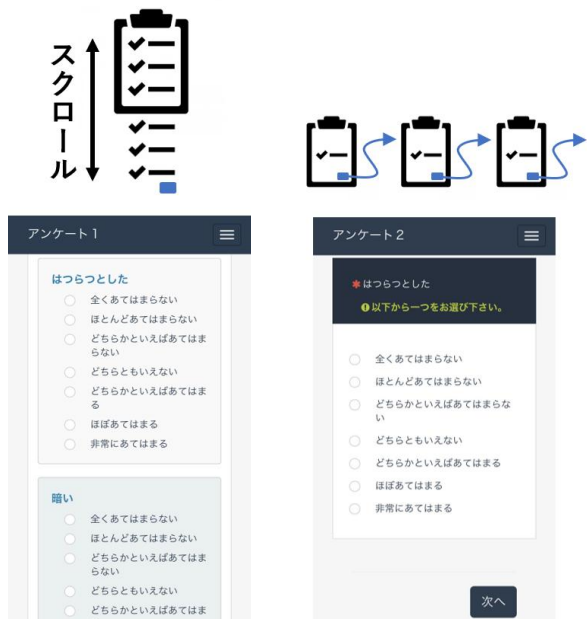 スクロール
アンケート1
はつらつとした
全くあてはまらない
ほとんどあてはまらない
どちらかといえばあてはま
らない
どちらともいえない
どちらかといえばあてはま
る
ほぼあてはまる
非常にあてはまる
暗い
全くあてはまらない
ほとんどあてはまらない
どちらかといえばあてはま
らない
どちらともいえない
どちらかといえばあてはま
アンケート2
はつらつとした
以下から一つをお選び下さい。
全くあてはまらない
ほとんどあてはまらない
どちらかといえばあてはまらな
い
どちらともいえない
どちらかといえばあてはまる
ほぼあてはまる
非常にあてはまる
次へ